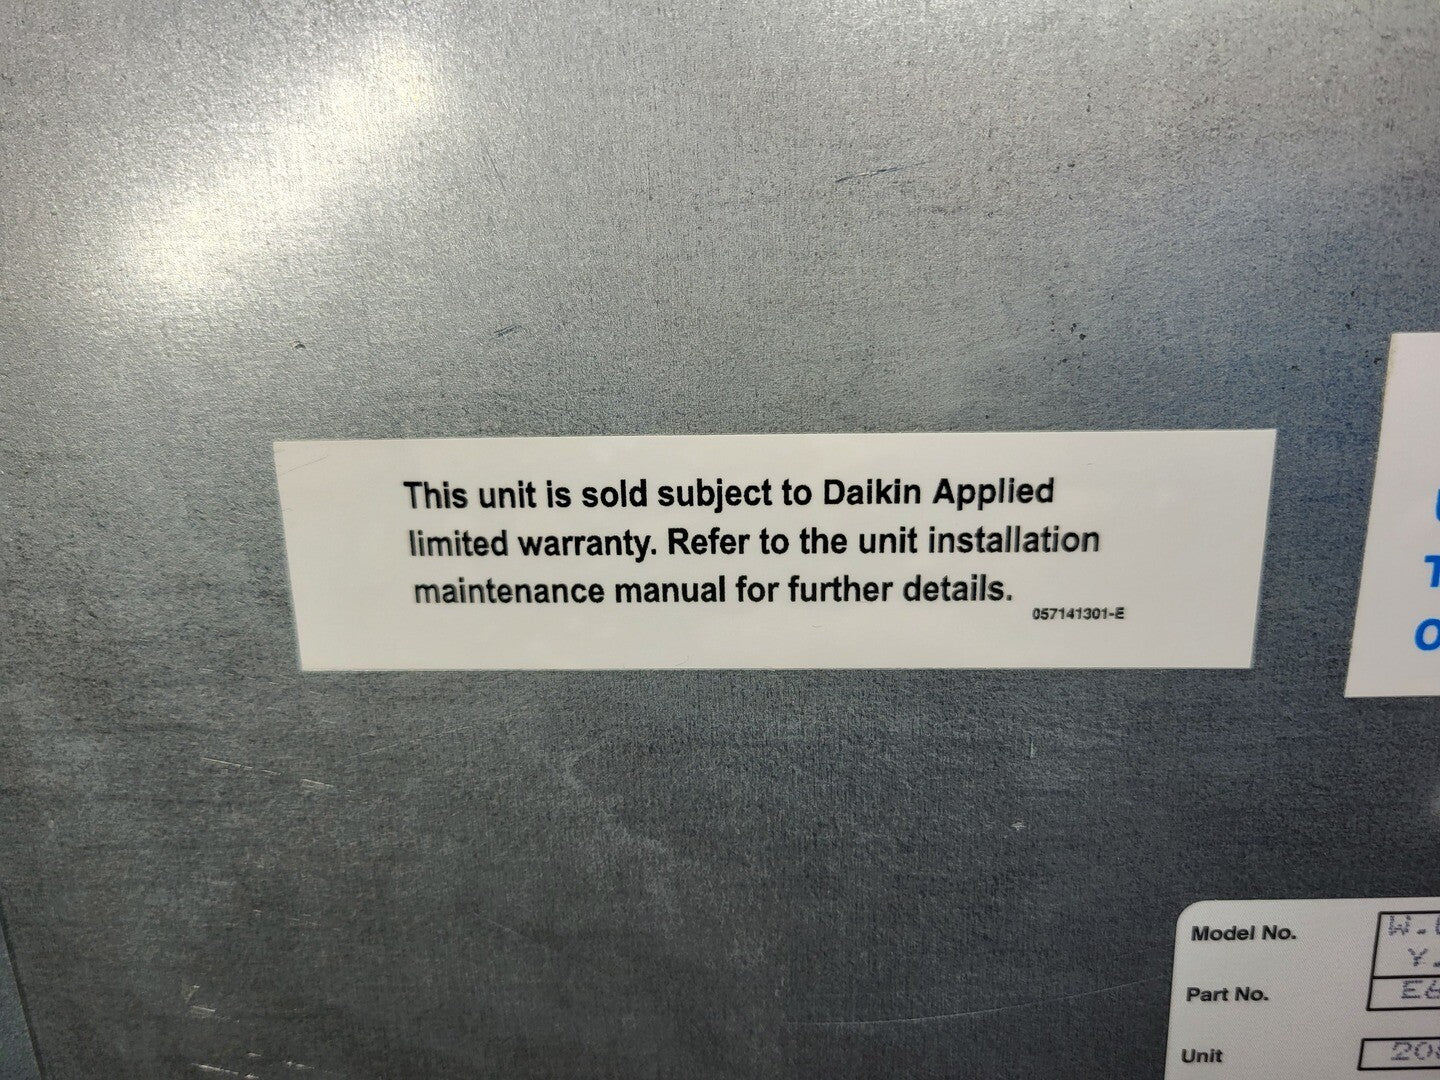 This unit is sold subject to Daikin Applied
limited warranty. Refer to the unit installation
maintenance manual for further details.
057141301-E
Model No.
Part No.
Unit